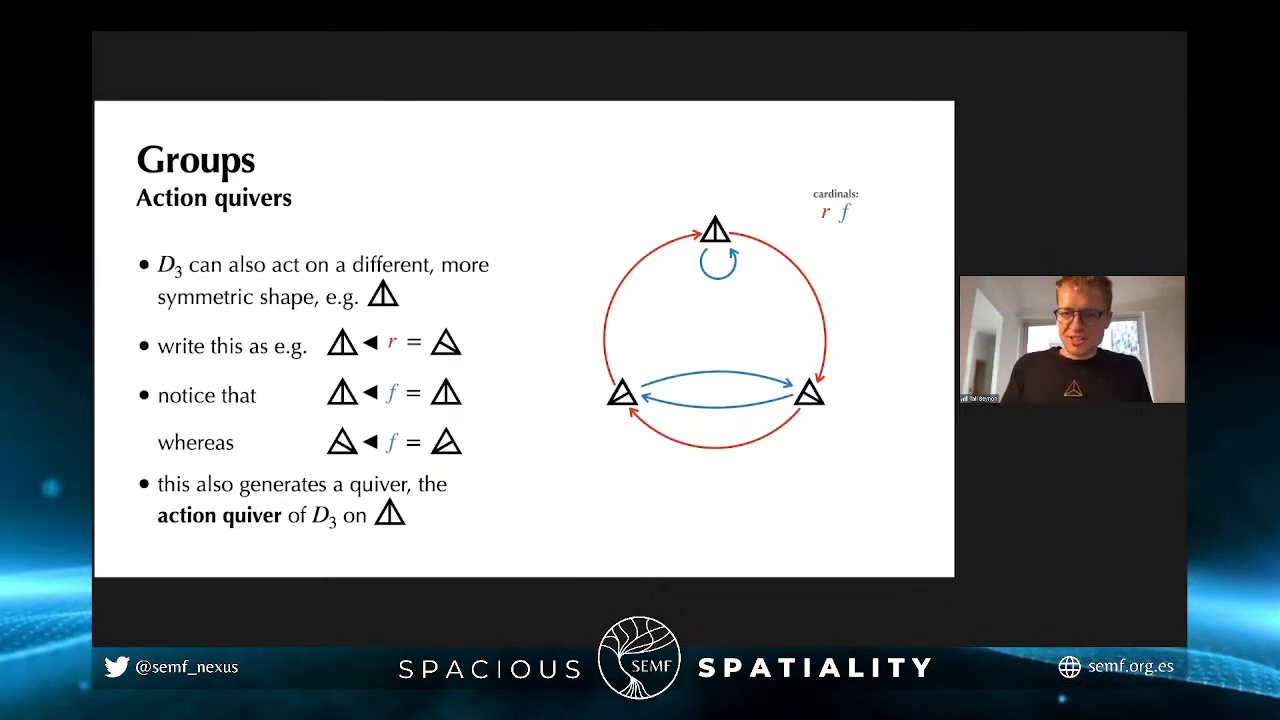 Groups
Action quivers
cardinals:
r f
• D₃ can also act on a different, more
symmetric shape, e.g.
• write this as e.g. ◀ r =
• notice that ◀ f =
whereas ◀ f =
• this also generates a quiver, the
action quiver of D₃ on
@semf_nexus
SPACIOUS SEMF SPATIALITY
semf.org.es